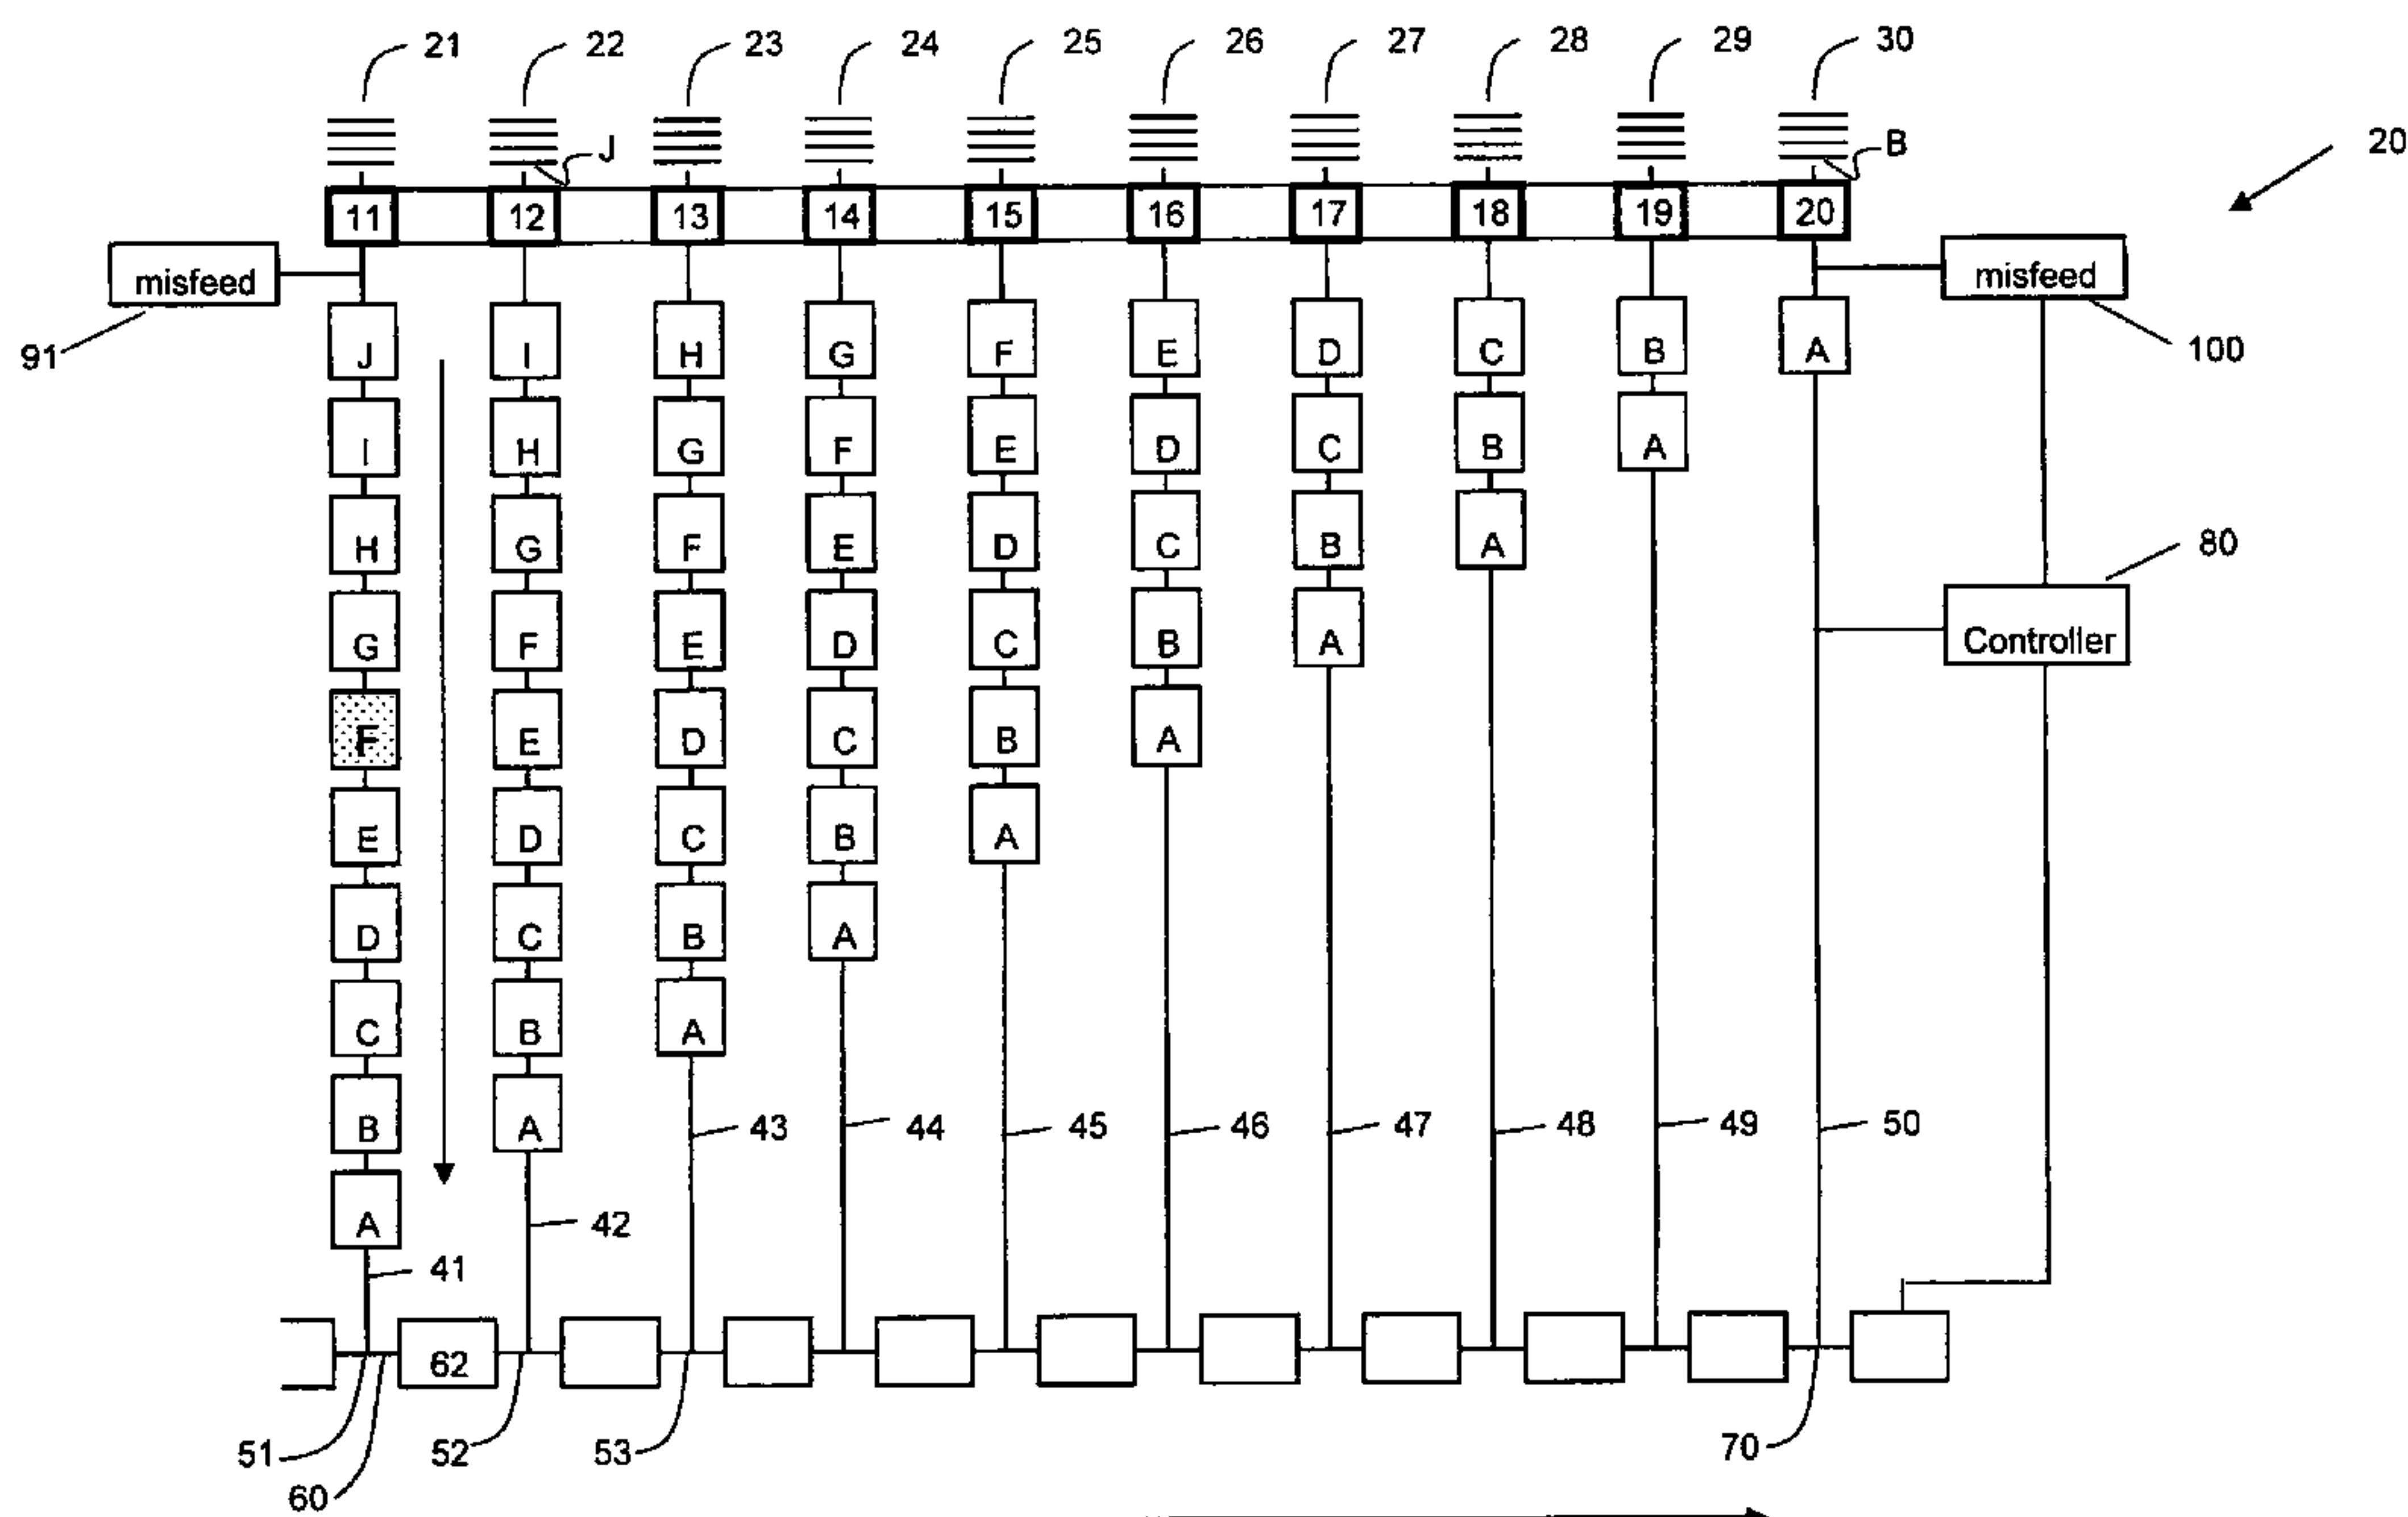 21 22 23 24 25 26 27 28 29 30
J B 20
11 12 13 14 15 16 17 18 19 20
misfeed misfeed
91 100
J I H G F E D C B A
I H G F E D C B A
H G F E D C B A
G F E D C B A
80
F E D C B A
Controller
E D C B A
D C B A
C B A
B A
43 44 45 46 47 48 49 50
A
42
41
62
51 52 53 70
60